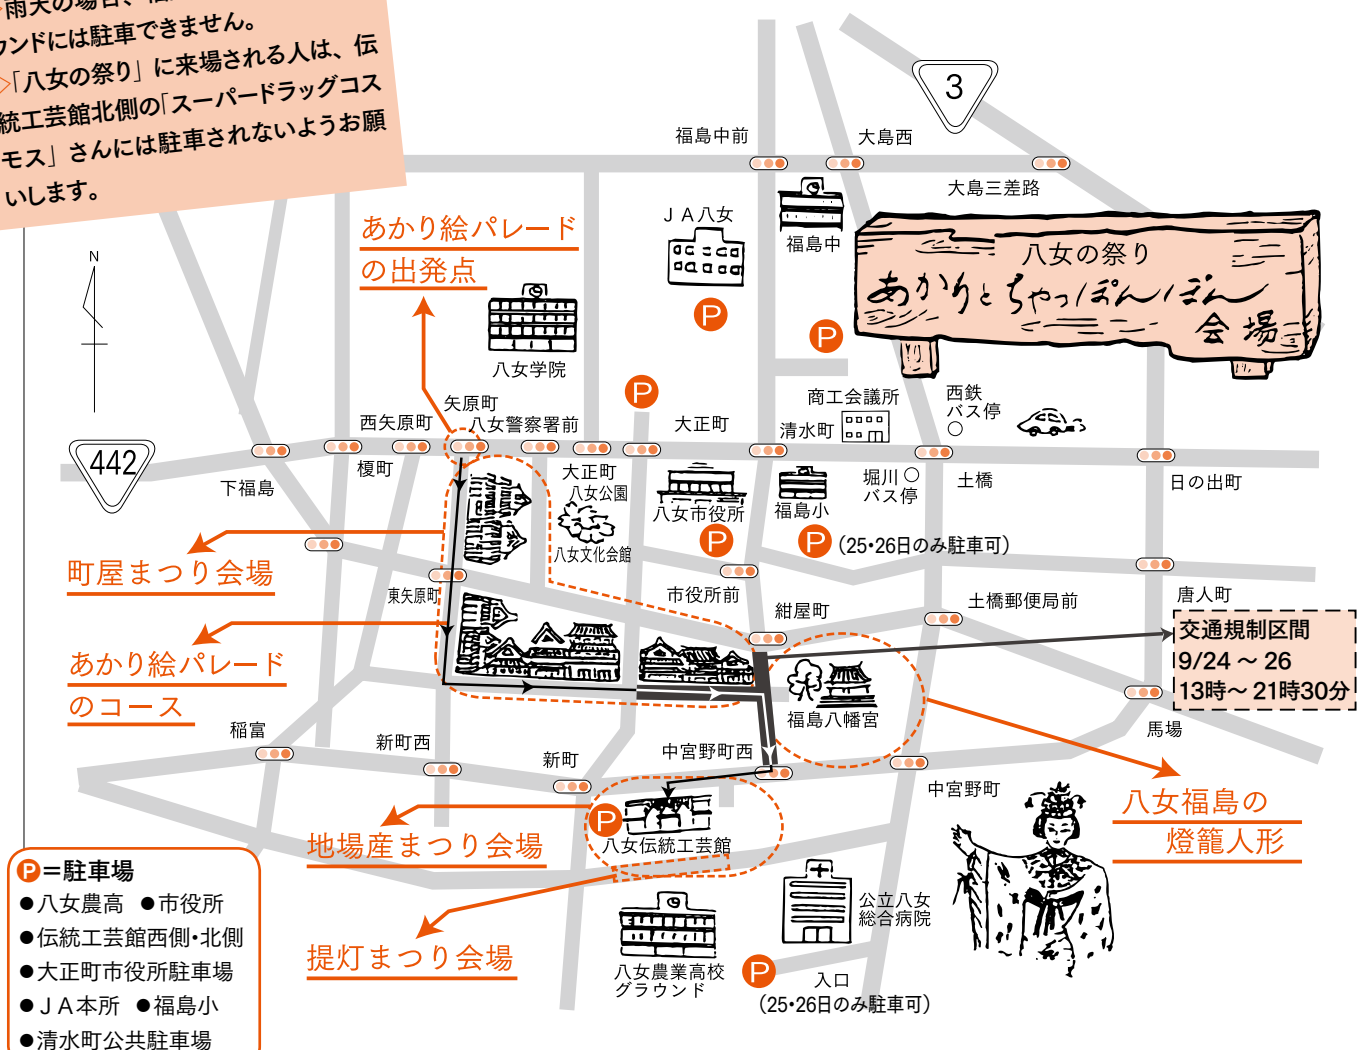 雨天の場合、
ウンドには駐車できません。
▷「八女の祭り」に来場される人は、伝
統工芸館北側の「スーパードラッグコス
モス」さんには駐車されないようお願
いします。
3
福島中前
大島西
大島三差路
ＪＡ八女
福島中
八女の祭り
あかりとちゃっぽんぽん
会場
N
あかり絵パレード
の出発点
八女学院
P
P
P
矢原町
西矢原町
八女警察署前
大正町
商工会議所
清水町
西鉄
バス停
442
下福島
榎町
大正町
八女公園
八女文化会館
八女市役所
福島小
堀川
バス停
土橋
日の出町
P
P
(25・26日のみ駐車可)
町屋まつり会場
東矢原町
市役所前
紺屋町
土橋郵便局前
唐人町
交通規制区間
9/24 ～ 26
13時～ 21時30分
あかり絵パレード
のコース
福島八幡宮
馬場
稲富
新町西
新町
中宮野町西
中宮野町
八女福島の
燈籠人形
P
八女伝統工芸館
地場産まつり会場
提灯まつり会場
公立八女
総合病院
八女農業高校
グラウンド
P
入口
(25・26日のみ駐車可)
P=駐車場
●八女農高 ●市役所
●伝統工芸館西側・北側
●大正町市役所駐車場
●ＪＡ本所 ●福島小
●清水町公共駐車場